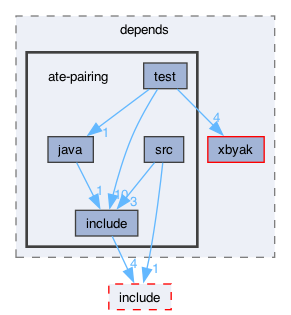 depends
ate-pairing
test
4
1
java
src
xbyak
1
10
3
include
4
1
include